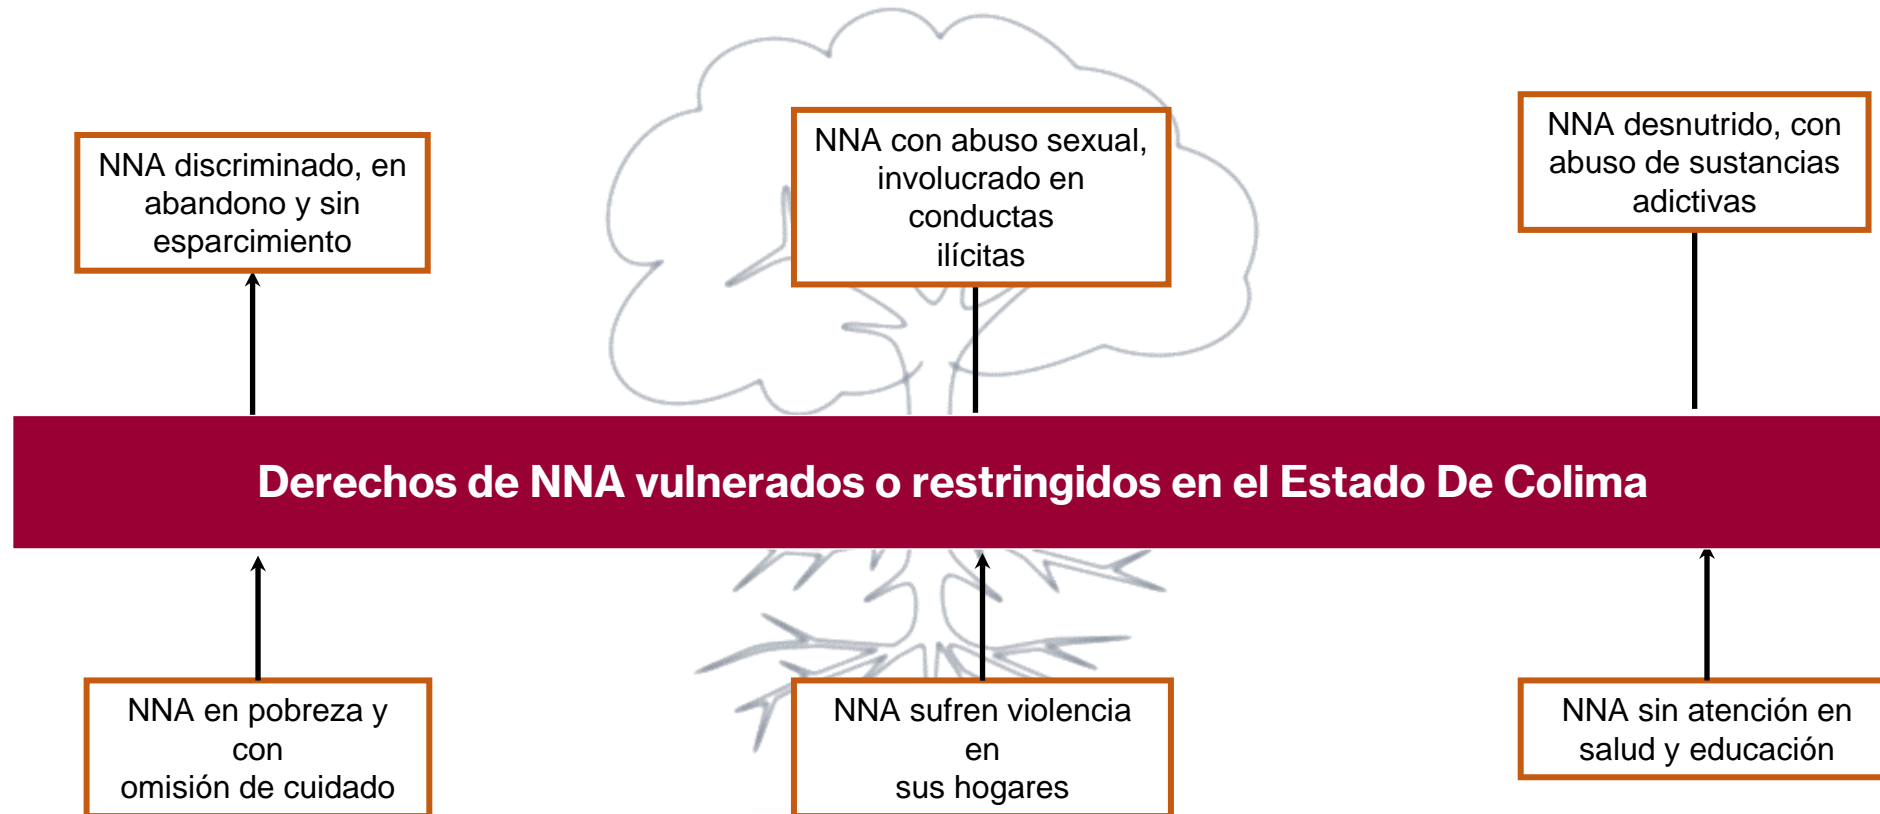 NNA discriminado, en
abandono y sin
esparcimiento
NNA con abuso sexual,
involucrado en
conductas
ilícitas
NNA desnutrido, con
abuso de sustancias
adictivas
Derechos de NNA vulnerados o restringidos en el Estado De Colima
NNA en pobreza y
con
omisión de cuidado
NNA sufren violencia
en
sus hogares
NNA sin atención en
salud y educación